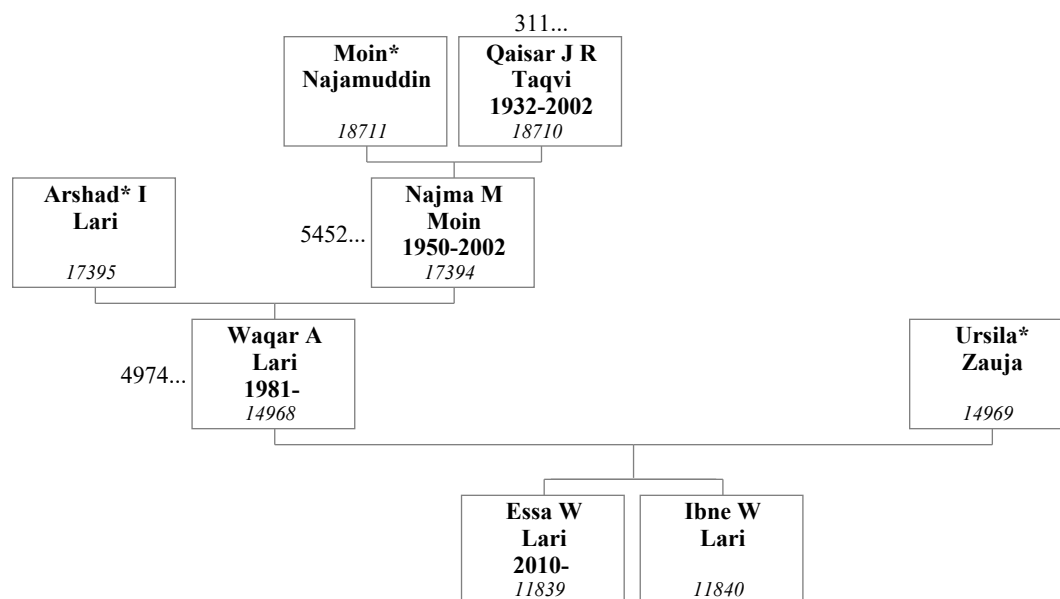 311...
Moin*
Najamuddin
18711
Qaisar J R
Taqvi
1932-2002
18710
Arshad* I
Lari
17395
5452...
Najma M
Moin
1950-2002
17394
4974...
Waqar A
Lari
1981-
14968
Ursila*
Zauja
14969
Essa W
Lari
2010-
11839
Ibne W
Lari
11840